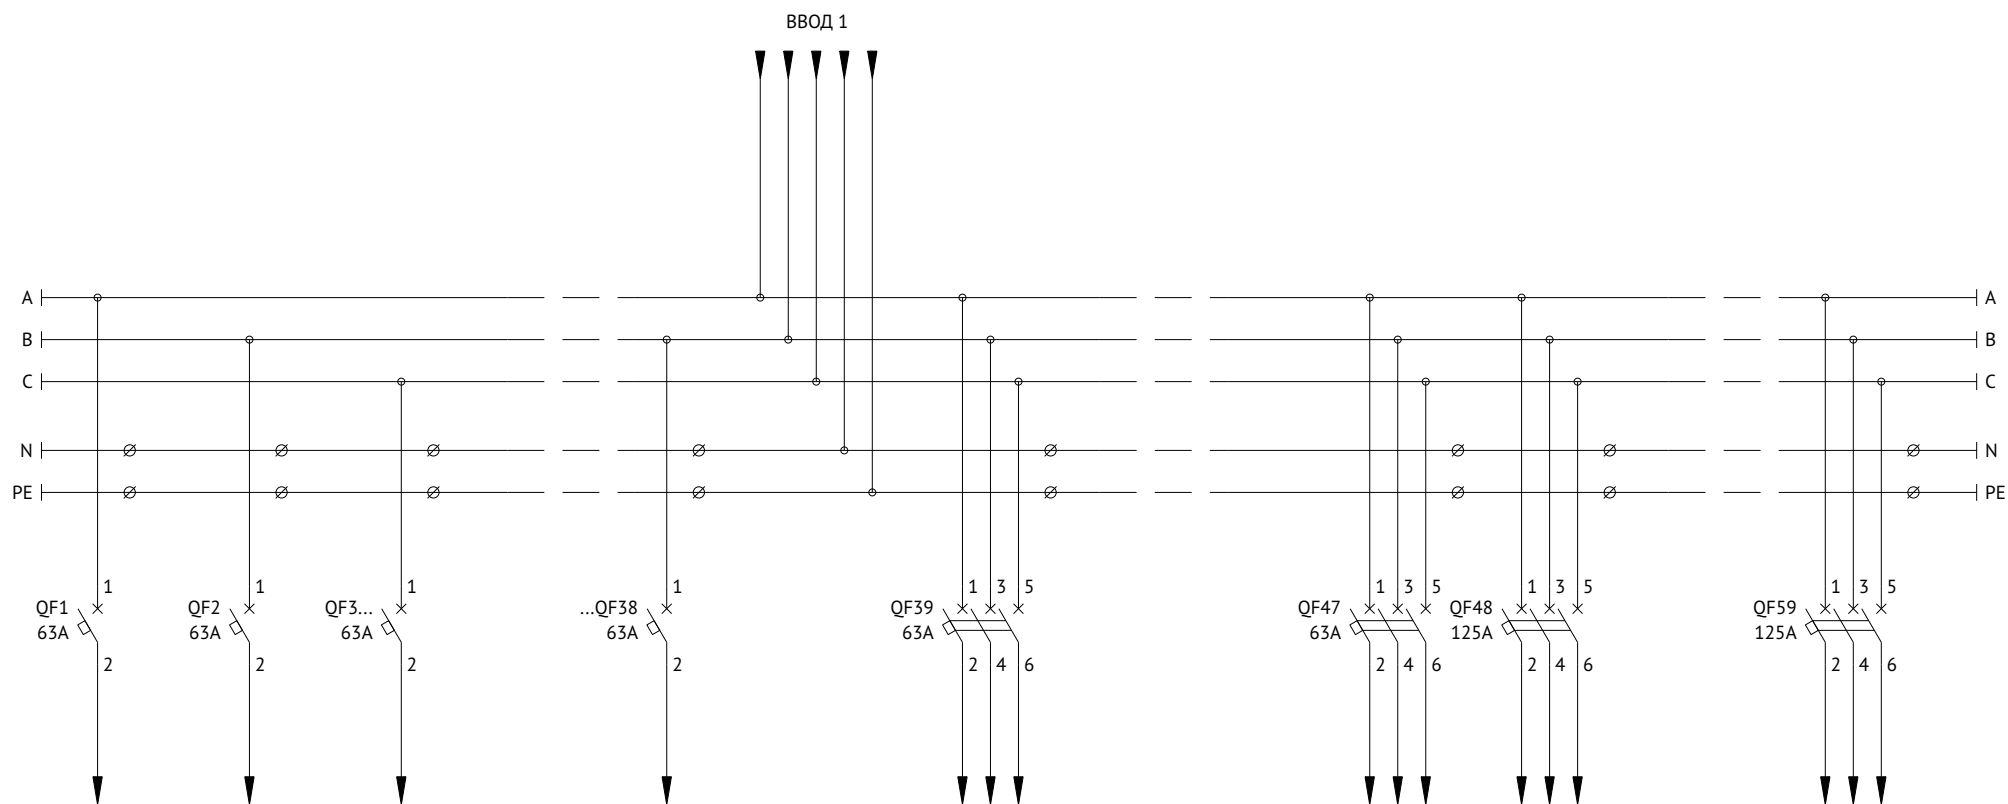 ВВОД 1
A A
B B
C C
N N
PE PE
1 1 1 1 1 3 5 1 3 5 1 3 5 1 3 5
QF1 QF2 QF3... ...QF38 QF39 QF47 QF48 QF59
63A 63A 63A 63A 63A 63A 125A 125A
2 2 2 2 2 4 6 2 4 6 2 4 6 2 4 6